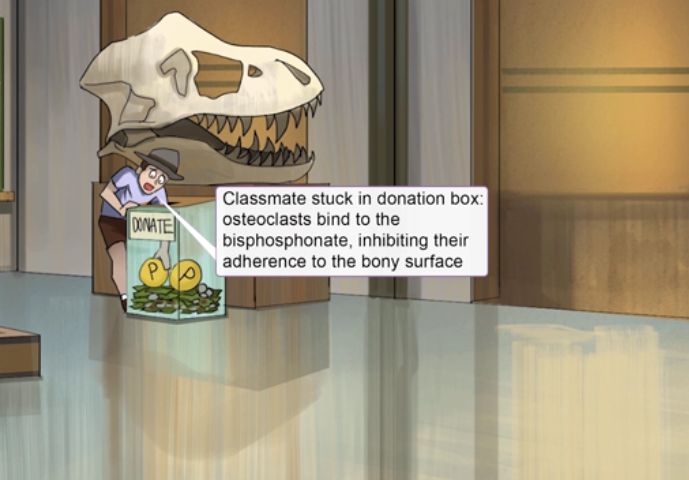 Classmate stuck in donation box:
osteoclasts bind to the
bisphosphonate, inhibiting their
adherence to the bony surface
DONATE
P P